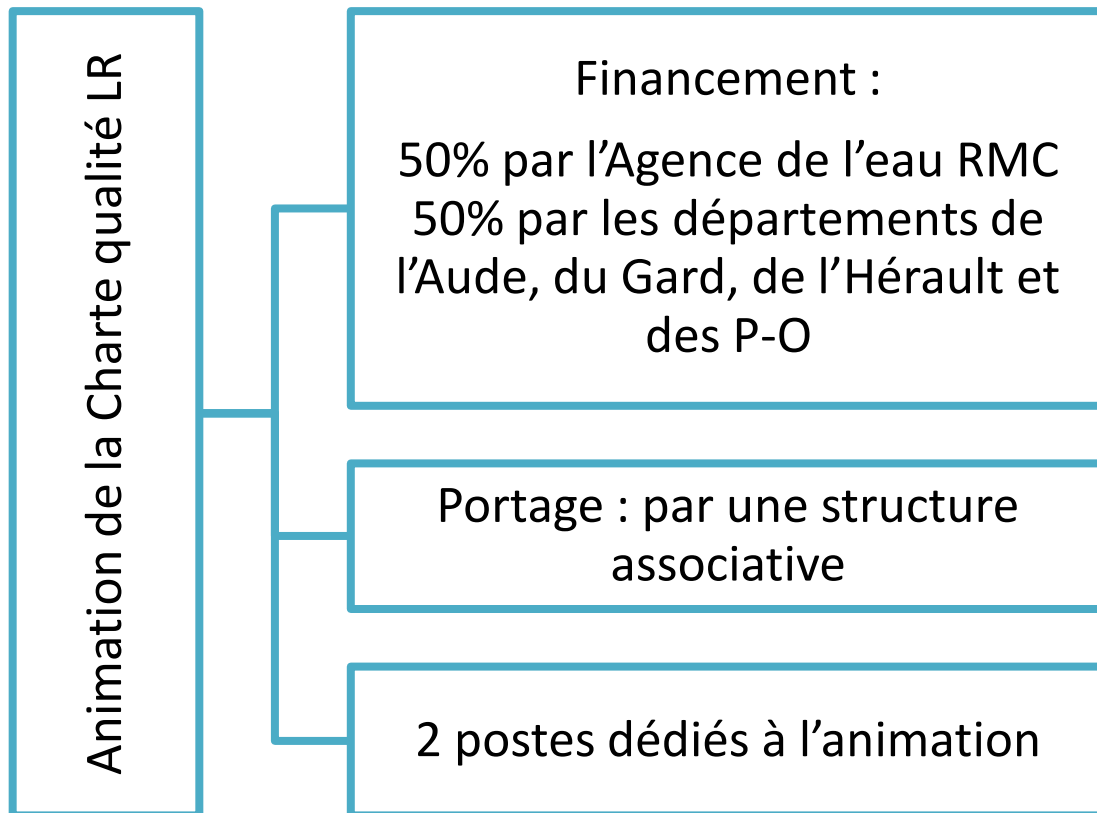 Animation de la Charte qualité LR
Financement :
50% par l’Agence de l’eau RMC
50% par les départements de
l’Aude, du Gard, de l’Hérault et
des P-O
Portage : par une structure
associative
2 postes dédiés à l’animation